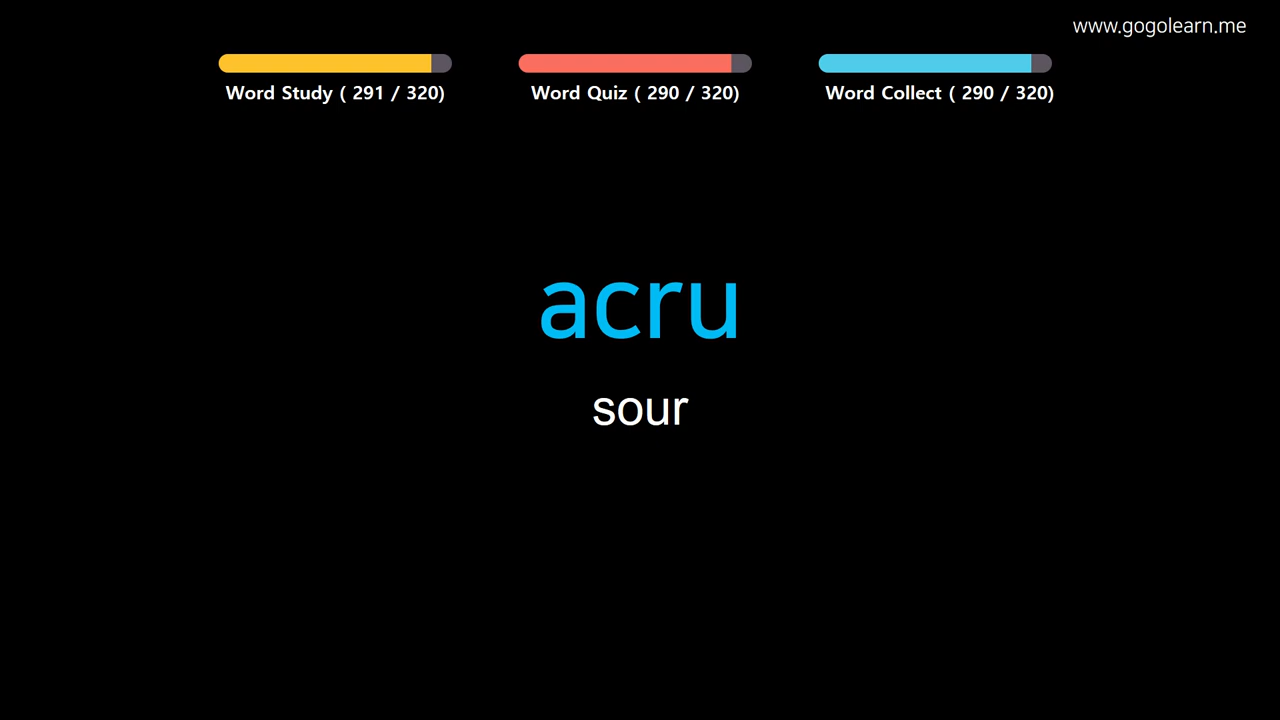 www.gogolearn.me
Word Study ( 291 / 320)
Word Quiz ( 290 / 320)
Word Collect ( 290 / 320)
acru
sour